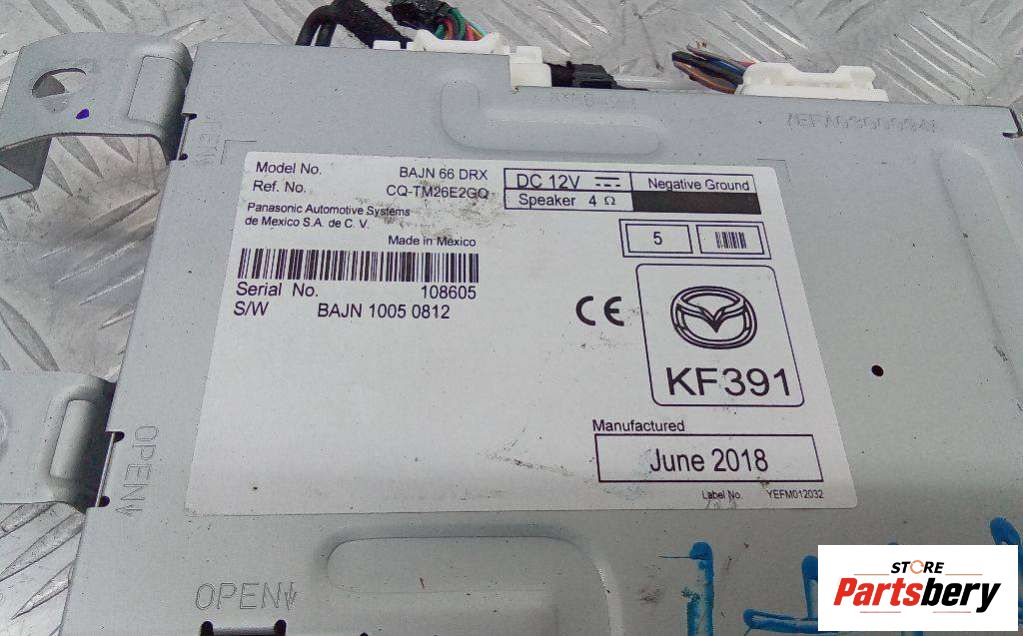 Model No. BAJN 66 DRX
Ref. No. CQ-TM26E2GQ
Panasonic Automotive Systems
de Mexico S.A. de C. V.
Made in Mexico
Serial No. 108605
S/W BAJN 1005 0812
DC 12V Negative Ground
Speaker 4 Ω
5
CE
KF391
Manufactured
June 2018
Label No. YEFM012032
OPEN
OPEN
STORE
Partsbery